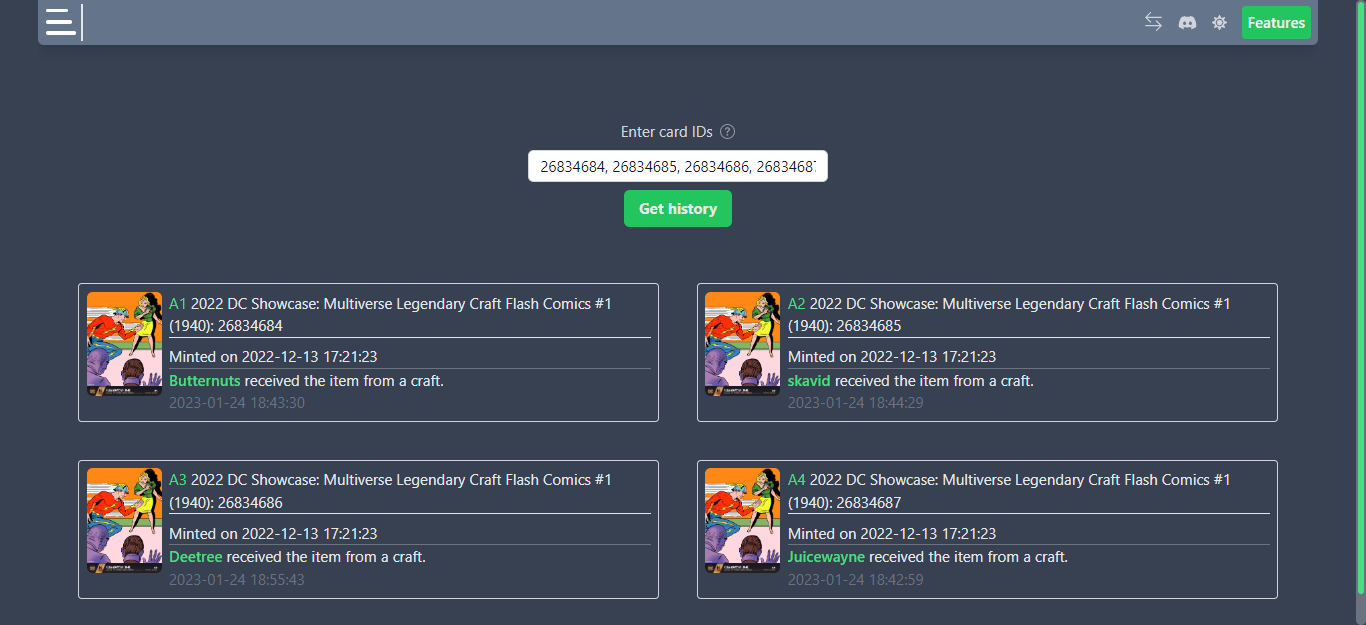 Features
Enter card IDs ?
26834684, 26834685, 26834686, 2683468
Get history
A1 2022 DC Showcase: Multiverse Legendary Craft Flash Comics #1
(1940): 26834684
Minted on 2022-12-13 17:21:23
Butternuts received the item from a craft.
2023-01-24 18:43:30
A2 2022 DC Showcase: Multiverse Legendary Craft Flash Comics #1
(1940): 26834685
Minted on 2022-12-13 17:21:23
skavid received the item from a craft.
2023-01-24 18:44:29
A3 2022 DC Showcase: Multiverse Legendary Craft Flash Comics #1
(1940): 26834686
Minted on 2022-12-13 17:21:23
Deetree received the item from a craft.
2023-01-24 18:55:43
A4 2022 DC Showcase: Multiverse Legendary Craft Flash Comics #1
(1940): 26834687
Minted on 2022-12-13 17:21:23
Juicewayne received the item from a craft.
2023-01-24 18:42:59